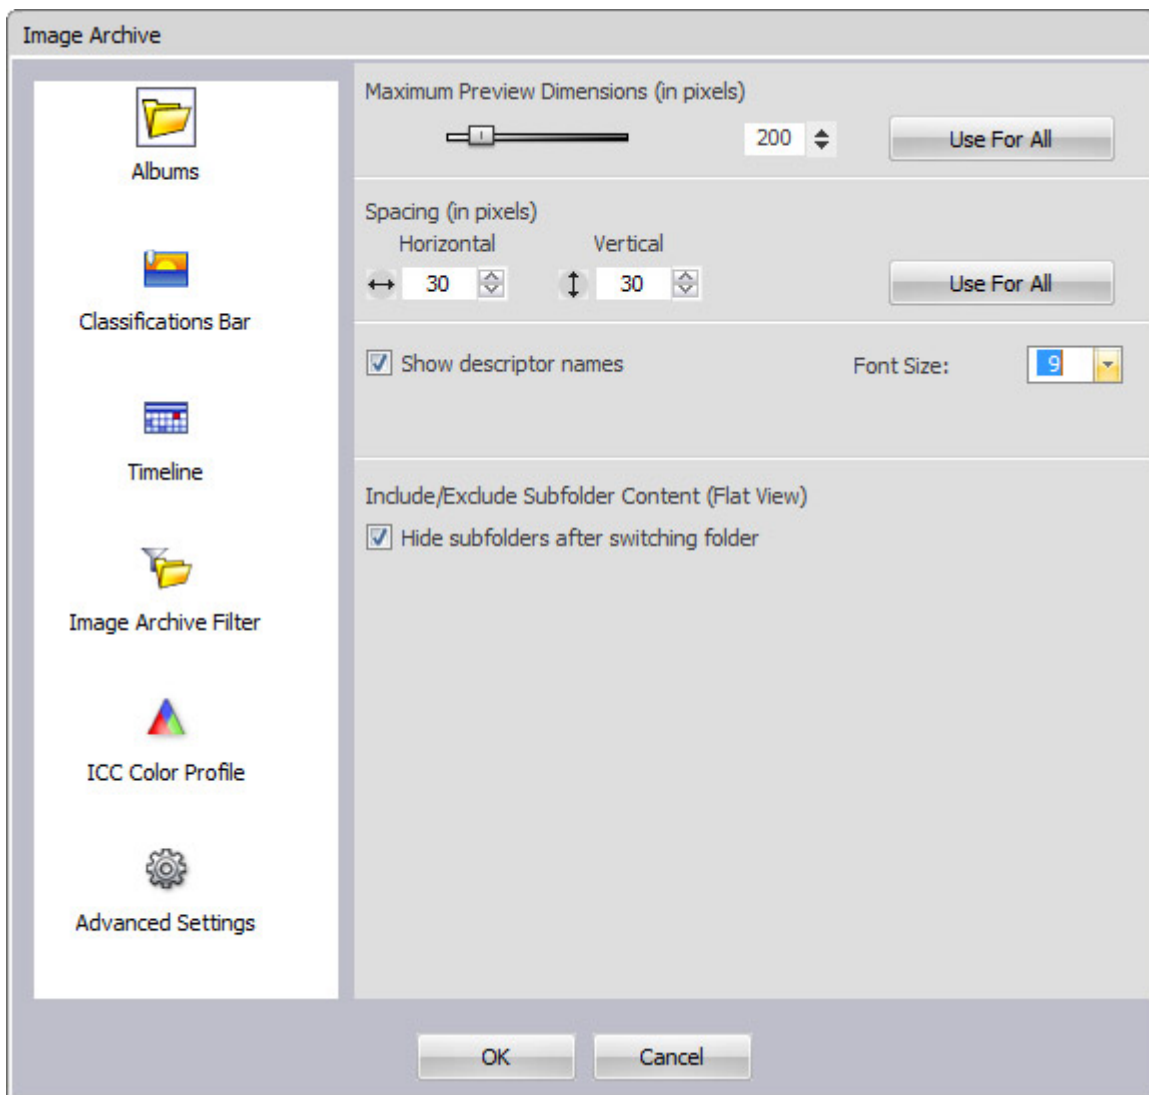 Image Archive
Albums
Classifications Bar
Timeline
Image Archive Filter
ICC Color Profile
Advanced Settings
Maximum Preview Dimensions (in pixels)
200
Use For All
Spacing (in pixels)
Horizontal Vertical
30 30
Use For All
Show descriptor names
Font Size: 9
Include/Exclude Subfolder Content (Flat View)
Hide subfolders after switching folder
OK Cancel